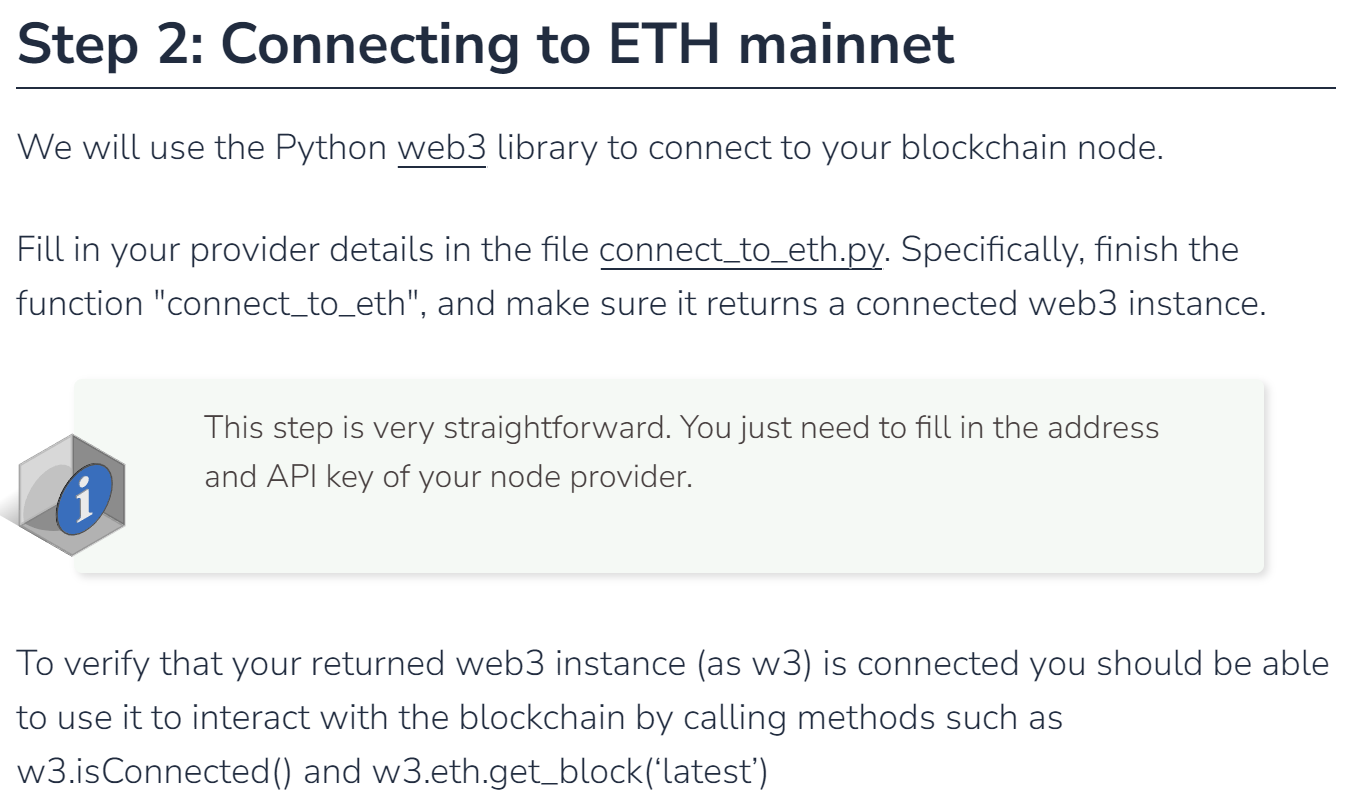 Step 2: Connecting to ETH mainnet
We will use the Python web3 library to connect to your blockchain node.
Fill in your provider details in the file connect_to_eth.py. Specifically, finish the
function "connect_to_eth", and make sure it returns a connected web3 instance.
This step is very straightforward. You just need to fill in the address
and API key of your node provider.
i
To verify that your returned web3 instance (as w3) is connected you should be able
to use it to interact with the blockchain by calling methods such as
w3.isConnected() and w3.eth.get_block(‘latest’)